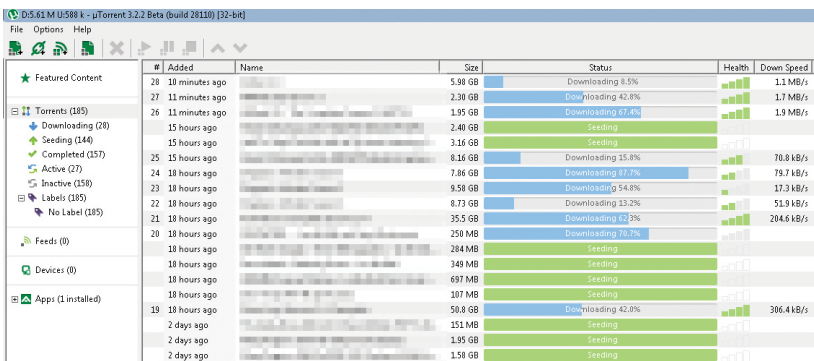 D:5.61 M U:588 k - µTorrent 3.2.2 Beta (build 28110) [32-bit]
File Options Help
Featured Content
Torrents (185)
Downloading (28)
Seeding (144)
Completed (157)
Active (27)
Inactive (158)
Labels (185)
No Label (185)
Feeds (0)
Devices (0)
Apps (1 installed)
# Added Name Size Status Health Down Speed
28 10 minutes ago 5.98 GB Downloading 8.5% 1.1 MB/s
27 11 minutes ago 2.30 GB Downloading 42.8% 1.7 MB/s
26 11 minutes ago 1.95 GB Downloading 67.4% 1.9 MB/s
15 hours ago 2.40 GB Seeding
15 hours ago 3.16 GB Seeding
25 15 hours ago 8.16 GB Downloading 15.8% 70.8 kB/s
24 18 hours ago 7.86 GB Downloading 87.7% 79.7 kB/s
23 18 hours ago 9.58 GB Downloading 54.8% 17.3 kB/s
22 18 hours ago 8.73 GB Downloading 13.2% 51.9 kB/s
21 18 hours ago 35.5 GB Downloading 62.3% 204.6 kB/s
20 18 hours ago 250 MB Downloading 70.7%
18 hours ago 284 MB Seeding
18 hours ago 349 MB Seeding
18 hours ago 697 MB Seeding
18 hours ago 107 MB Seeding
19 18 hours ago 50.8 GB Downloading 42.0% 306.4 kB/s
2 days ago 151 MB Seeding
2 days ago 1.95 GB Seeding
2 days ago 1.58 GB Seeding